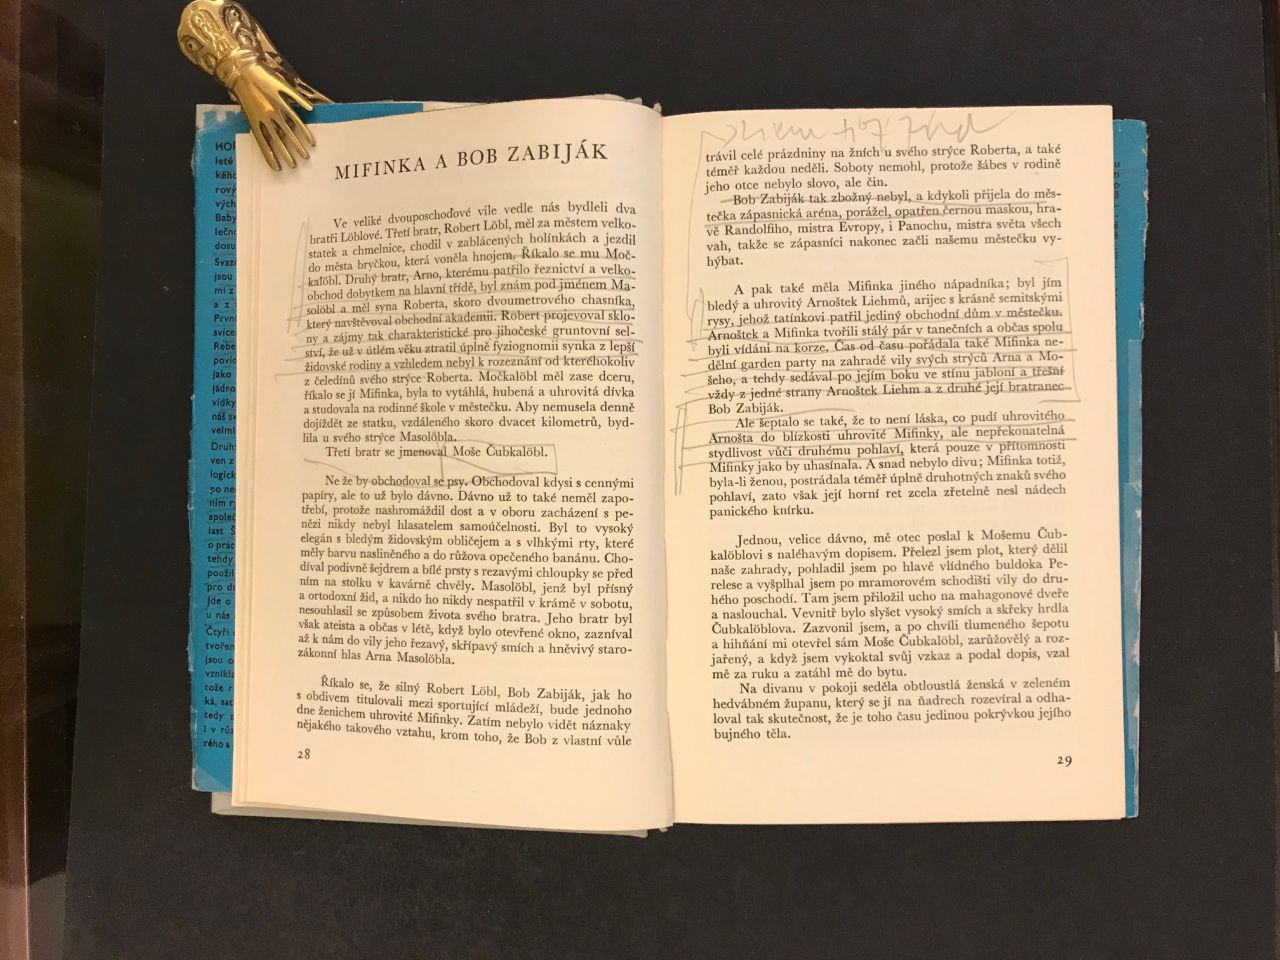 MIFINKA A BOB ZABIJÁK
Ve veliké dvouposchoďové vile vedle nás bydleli dva
bratři Löblové. Třetí bratr, Robert Löbl, měl za městem velko-
statek a chmelnice, chodil v zablácených holínkách a jezdil
do města bryčkou, která voněla hnojem. Říkalo se mu Moč-
kalöbl. Druhý bratr, Arno, kterému patřilo řeznictví a velko-
obchod dobytkem na hlavní třídě, byl znám pod jménem Ma-
solöbl a měl syna Roberta, skoro dvoumetrového chasníka,
který navštěvoval obchodní akademii. Robert projevoval sklo-
ny a zájmy tak charakteristické pro jihočeské gruntovní sel-
ství, že už v útlém věku ztratil úplně fyziognomii synka z lepší
židovské rodiny a vzhledem nebyl k rozeznání od kteréhokoliv
z čeledínů svého strýce Roberta. Močkalöbl měl zase dceru,
říkalo se jí Mifinka, byla to vytáhlá, hubená a uhrovitá dívka
a studovala na rodinné škole v městečku. Aby nemusela denně
dojíždět ze statku, vzdáleného skoro dvacet kilometrů, byd-
lila u svého strýce Masolöbla.
Třetí bratr se jmenoval Moše Čubkalöbl.
Ne že by obchodoval se psy. Obchodoval kdysi s cennými
papíry, ale to už bylo dávno. Dávno už to také neměl zapo-
třebí, protože nashromáždil dost a v oboru zacházení s pe-
nězi nikdy nebyl hlasatelem samoúčelnosti. Byl to vysoký
elegán s bledým židovským obličejem a s vlhkými rty, které
měly barvu nasliněného a do růžova opečeného banánu. Cho-
díval podivně šejdrem a bílé prsty s rezavými chloupky se před
ním na stolku v kavárně chvěly. Masolöbl, jenž byl přísný
a ortodoxní žid, a nikdo ho nikdy nespatřil v krámě v sobotu,
nesouhlasil se způsobem života svého bratra. Jeho bratr byl
však ateista a občas v létě, když bylo otevřené okno, zazníval
až k nám do vily jeho řezavý, skřípavý smích a hněvivý staro-
zákonní hlas Arna Masolöbla.
Říkalo se, že silný Robert Löbl, Bob Zabiják, jak ho
s obdivem titulovali mezi sportující mládeží, bude jednoho
dne ženichem uhrovité Mifinky. Zatím nebylo vidět náznaky
nějakého takového vztahu, krom toho, že Bob z vlastní vůle
28
trávil celé prázdniny na žních u svého strýce Roberta, a také
téměř každou neděli. Soboty nemohl, protože šábes v rodině
jeho otce nebylo slovo, ale čin.
Bob Zabiják tak zbožný nebyl, a kdykoli přijela do měs-
tečka zápasnická aréna, porážel, opatřen černou maskou, hra-
vě Randolfiho, mistra Evropy, i Panochu, mistra světa všech
vah, takže se zápasníci nakonec začli našemu městečku vy-
hýbat.
A pak také měla Mifinka jiného nápadníka; byl jím
bledý a uhrovitý Arnoštek Liehmů, arijec s krásně semitskými
rysy, jehož tatínkovi patřil jediný obchodní dům v městečku.
Arnoštek a Mifinka tvořili stálý pár v tanečních a občas spolu
byli vídáni na korze. Čas od času pořádala také Mifinka ne-
dělní garden party na zahradě vily svých strýců Arna a Mo-
šeho, a tehdy sedával po jejím boku ve stínu jabloní a třešní
vždy z jedné strany Arnoštek Liehm a z druhé její bratranec
Bob Zabiják.
Ale šeptalo se také, že to není láska, co pudí uhrovitého
Arnošta do blízkosti uhrovité Mifinky, ale nepřekonatelná
stydlivost vůči druhému pohlaví, která pouze v přítomnosti
Mifinky jako by uhasínala. A snad nebylo divu; Mifinka totiž,
byla-li ženou, postrádala téměř úplně druhotných znaků svého
pohlaví, zato však její horní ret zcela zřetelně nesl nádech
panického knírku.
Jednou, velice dávno, mě otec poslal k Mošemu Čub-
kalöblovi s naléhavým dopisem. Přelezl jsem plot, který dělil
naše zahrady, pohladil jsem po hlavě vlídného buldoka Pe-
relese a vyšplhal jsem po mramorovém schodišti vily do dru-
hého poschodí. Tam jsem přiložil ucho na mahagonové dveře
a naslouchal. Vevnitř bylo slyšet vysoký smích a skřeky hrdla
Čubkalöblova. Zazvonil jsem, a po chvíli tlumeného šepotu
a hihňání mi otevřel sám Moše Čubkalöbl, zarůžovělý a roz-
jařený, a když jsem vykoktal svůj vzkaz a podal dopis, vzal
mě za ruku a zatáhl mě do bytu.
Na divanu v pokoji seděla obtloustlá ženská v zeleném
hedvábném županu, který se jí na ňadrech rozevíral a odha-
loval tak skutečnost, že je toho času jedinou pokrývkou jejího
bujného těla.
29